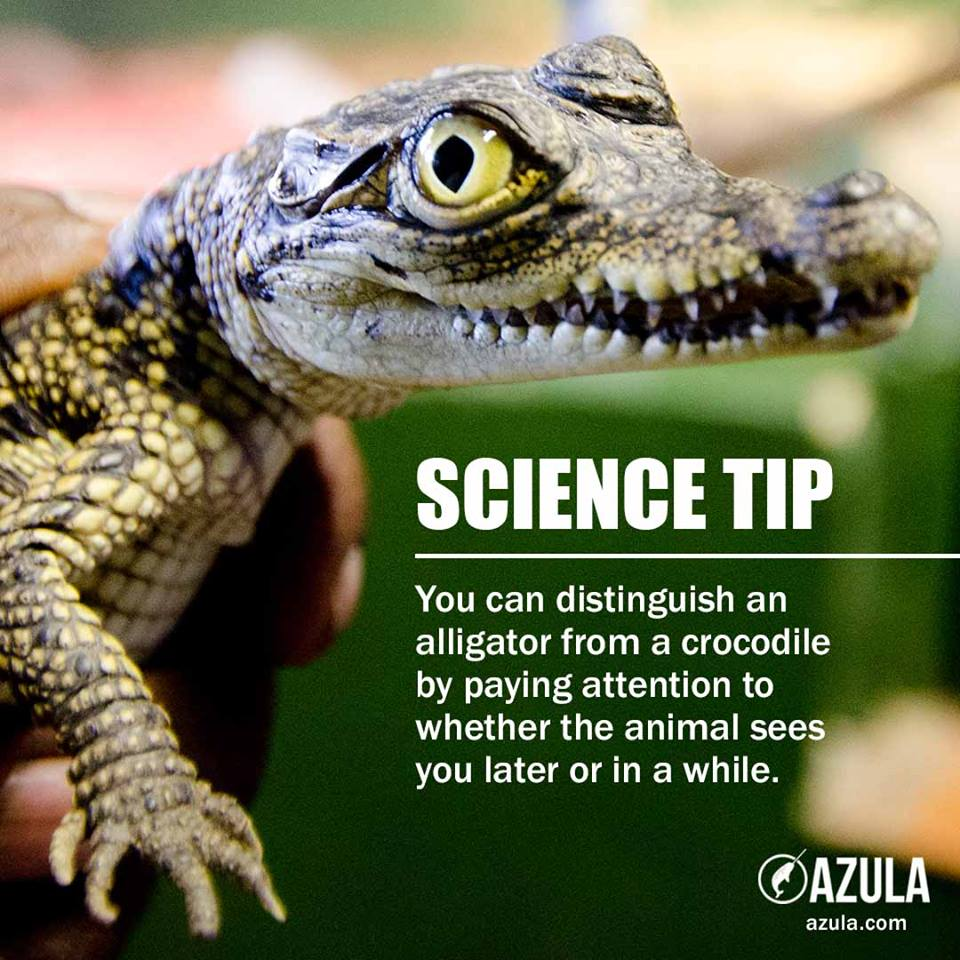 SCIENCE TIP
You can distinguish an
alligator from a crocodile
by paying attention to
whether the animal sees
you later or in a while.
AZULA
azula.com